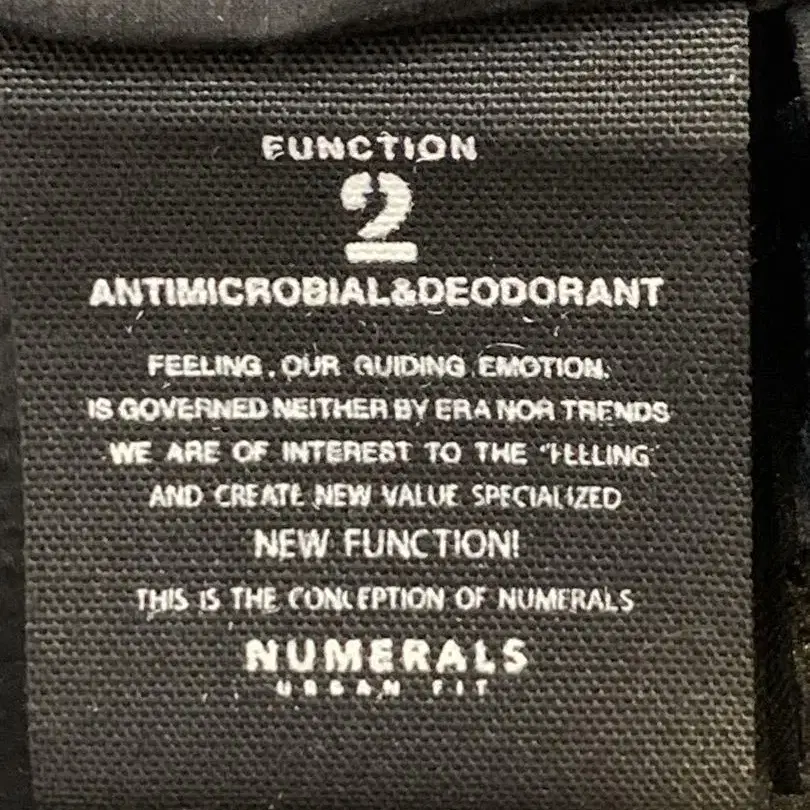 FUNCTION
2
ANTIMICROBIAL&DEODORANT
FEELING. OUR GUIDING EMOTION.
IS GOVERNED NEITHER BY ERA NOR TRENDS
WE ARE OF INTEREST TO THE "FEELING"
AND CREATE NEW VALUE SPECIALIZED
NEW FUNCTION!
THIS IS THE CONCEPTION OF NUMERALS
NUMERALS
URBAN FIT